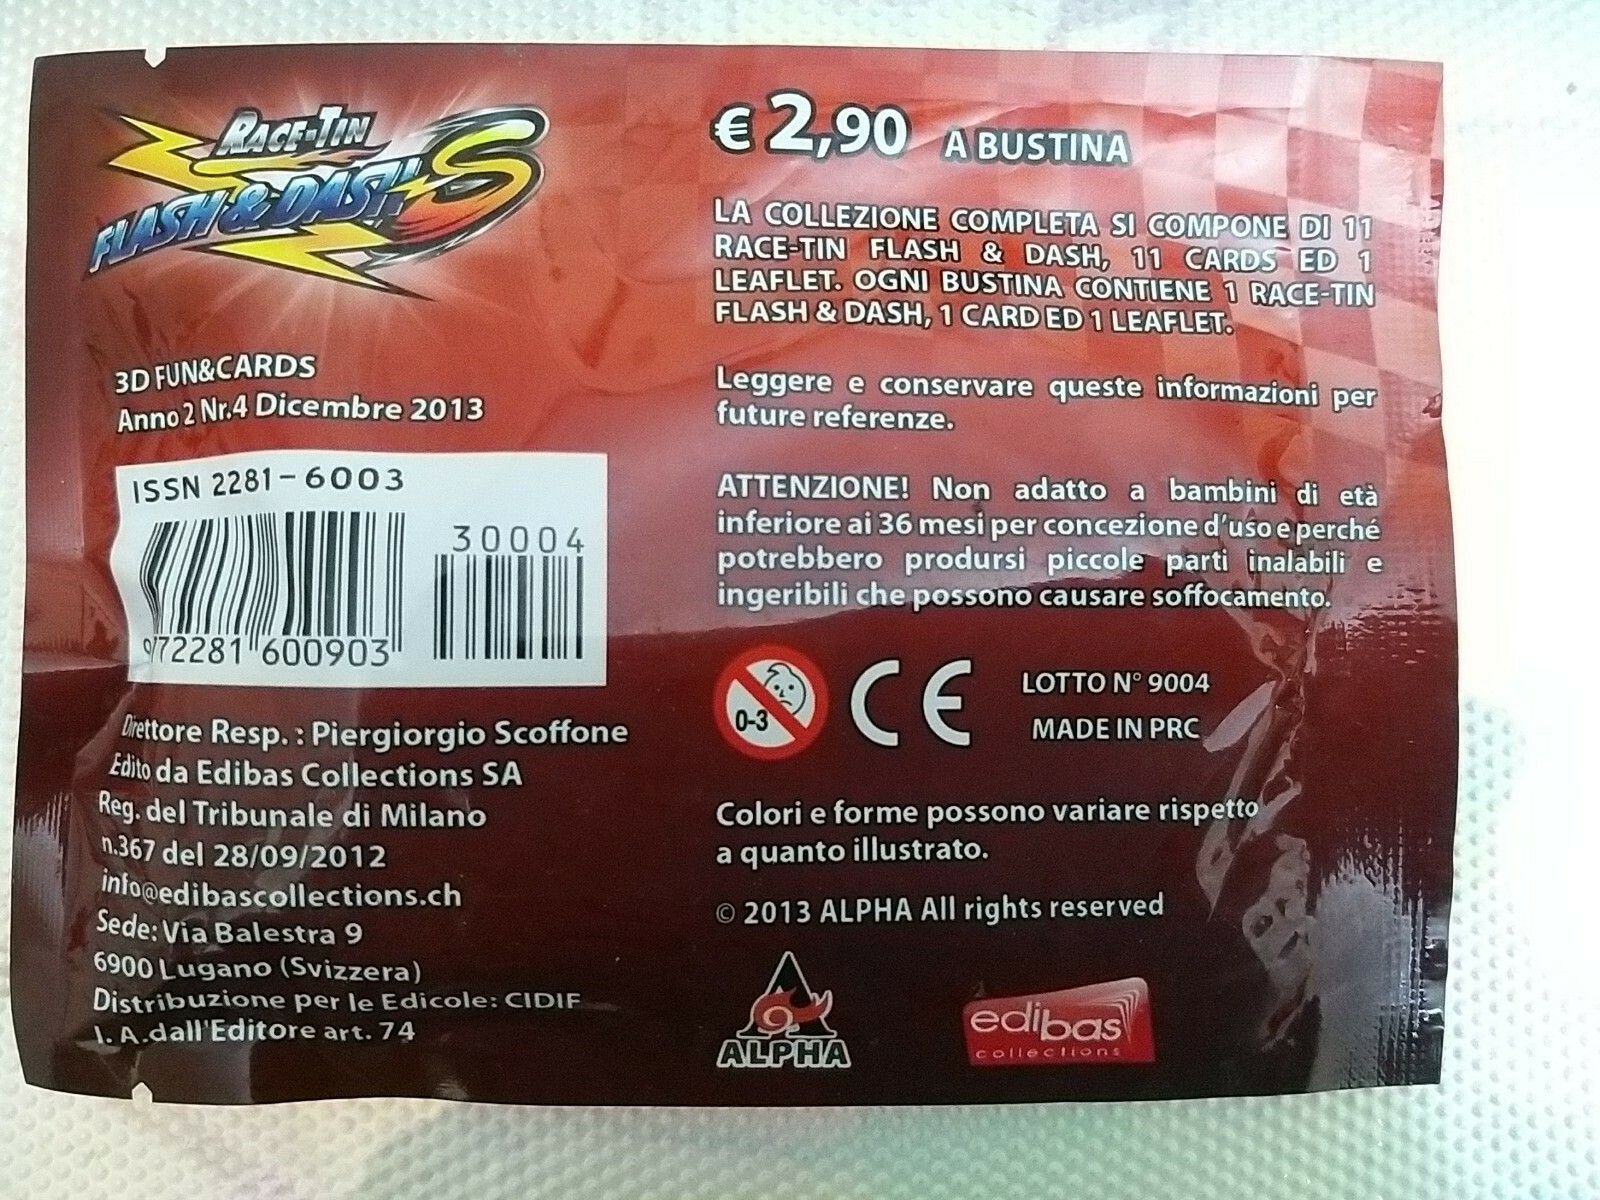 RACE-TIN
FLASH & DASH S
3D FUN&CARDS
Anno 2 Nr.4 Dicembre 2013
ISSN 2281-6003
30004
9 772281 600903
Direttore Resp. : Piergiorgio Scoffone
Edito da Edibas Collections SA
Reg. del Tribunale di Milano
n.367 del 28/09/2012
info@edibascollections.ch
Sede: Via Balestra 9
6900 Lugano (Svizzera)
Distribuzione per le Edicole: CIDIF
I. A. dall'Editore art. 74
€ 2,90 A BUSTINA
LA COLLEZIONE COMPLETA SI COMPONE DI 11
RACE-TIN FLASH & DASH, 11 CARDS ED 1
LEAFLET. OGNI BUSTINA CONTIENE 1 RACE-TIN
FLASH & DASH, 1 CARD ED 1 LEAFLET.
Leggere e conservare queste informazioni per
future referenze.
ATTENZIONE! Non adatto a bambini di età
inferiore ai 36 mesi per concezione d'uso e perché
potrebbero prodursi piccole parti inalabili e
ingeribili che possono causare soffocamento.
0-3
CE
LOTTO N° 9004
MADE IN PRC
Colori e forme possono variare rispetto
a quanto illustrato.
© 2013 ALPHA All rights reserved
ALPHA
edibas
collections